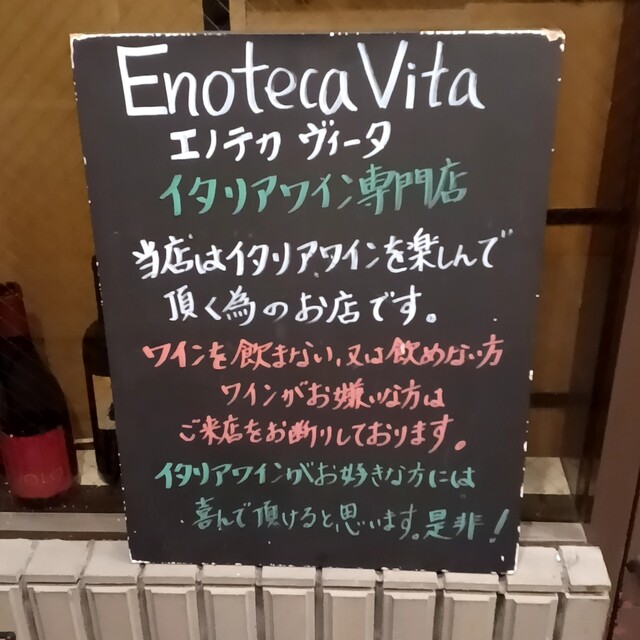 Enoteca Vita
エノテカ ヴィータ
イタリアワイン専門店
当店はイタリアワインを楽しんで
頂く為のお店です。
ワインを飲まない、又は飲めない方
ワインがお嫌いな方は
ご来店をお断りしております。
イタリアワインがお好きな方には
喜んで頂けると思います。是非!